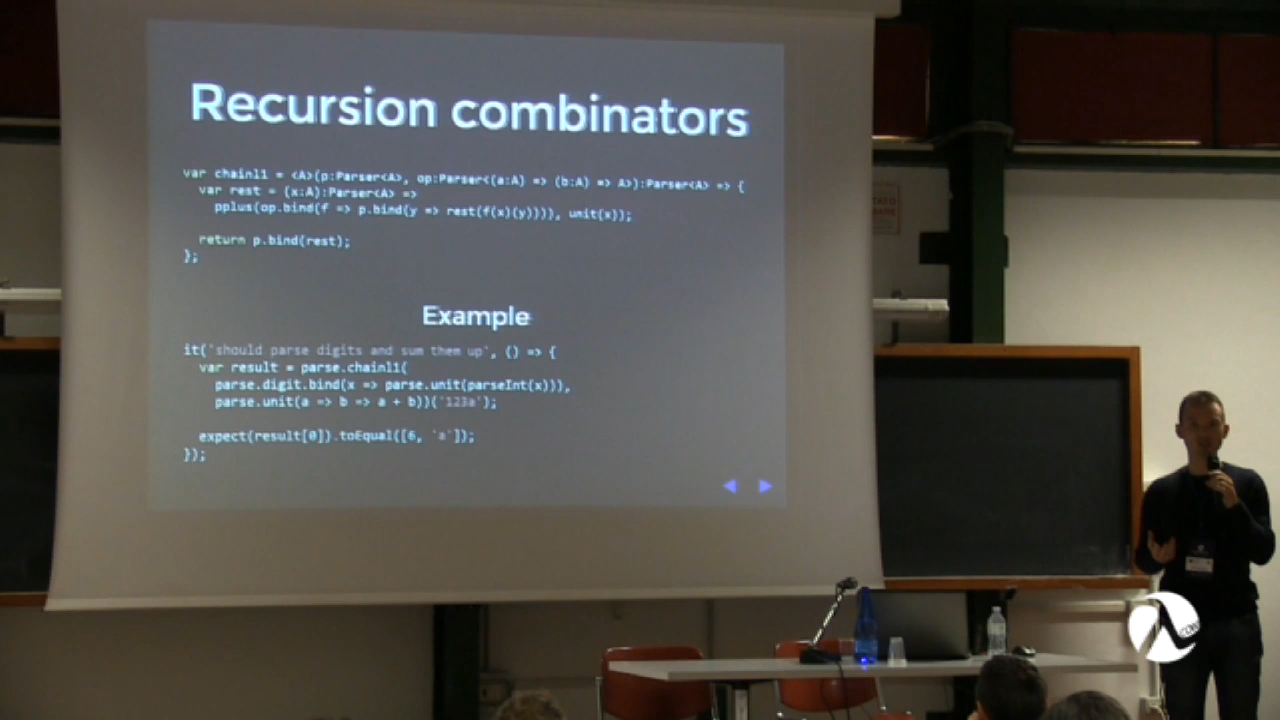 Recursion combinators
var chainl1 = <A>(p:Parser<A>, op:Parser<(a:A) => (b:A) => A>):Parser<A> => {
var rest = (x:A):Parser<A> =>
pplus(op.bind(f => p.bind(y => rest(f(x)(y)))), unit(x));
return p.bind(rest);
};
Example
it('should parse digits and sum them up', () => {
var result = parse.chainl1(
parse.digit.bind(x => parse.unit(parseInt(x))),
parse.unit(a => b => a + b))('123a');
expect(result[0]).toEqual([6, 'a']);
});
λ
CON